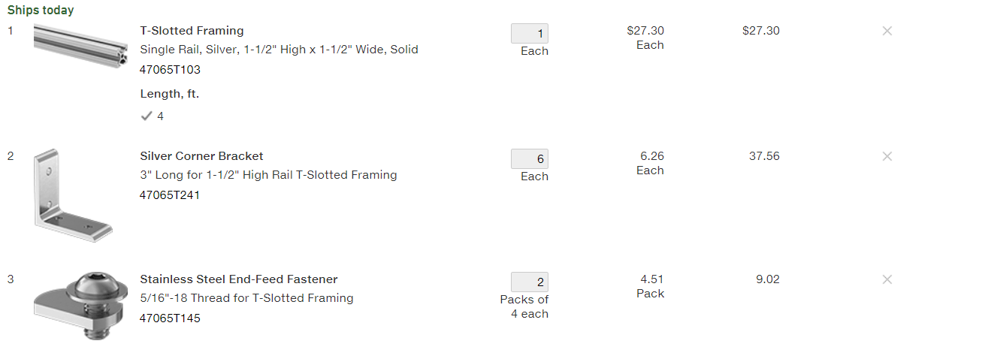 Ships today
1
T-Slotted Framing
Single Rail, Silver, 1-1/2" High x 1-1/2" Wide, Solid
47065T103
Length, ft.
4
1
Each
$27.30
Each
$27.30
2
Silver Corner Bracket
3" Long for 1-1/2" High Rail T-Slotted Framing
47065T241
6
Each
6.26
Each
37.56
3
Stainless Steel End-Feed Fastener
5/16"-18 Thread for T-Slotted Framing
47065T145
2
Packs of
4 each
4.51
Pack
9.02